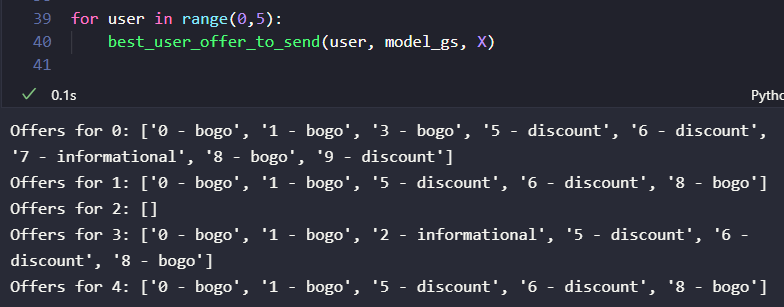 39 for user in range(0,5):
40     best_user_offer_to_send(user, model_gs, X)
41
✓ 0.1s
Offers for 0: ['0 - bogo', '1 - bogo', '3 - bogo', '5 - discount', '6 - discount',
'7 - informational', '8 - bogo', '9 - discount']
Offers for 1: ['0 - bogo', '1 - bogo', '5 - discount', '6 - discount', '8 - bogo']
Offers for 2: []
Offers for 3: ['0 - bogo', '1 - bogo', '2 - informational', '5 - discount', '6 -
discount', '8 - bogo']
Offers for 4: ['0 - bogo', '1 - bogo', '5 - discount', '6 - discount', '8 - bogo']